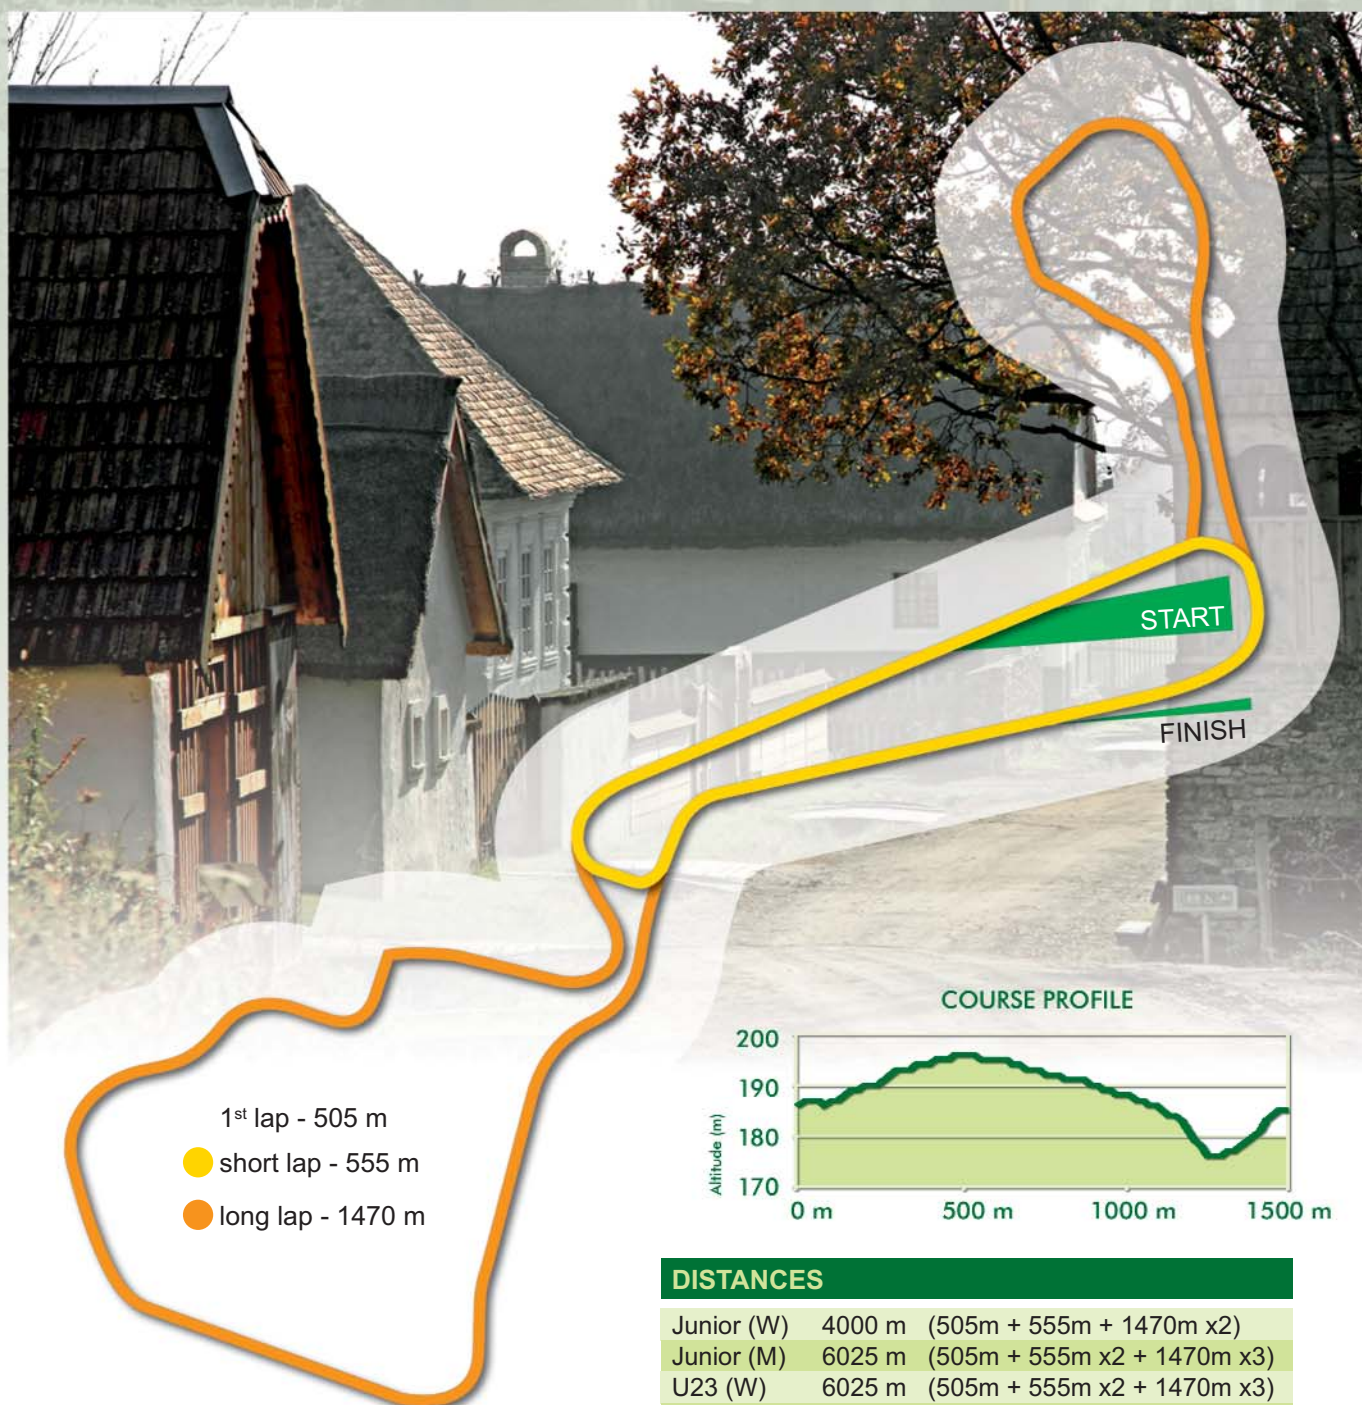 START
FINISH
1st lap - 505 m
short lap - 555 m
long lap - 1470 m
COURSE PROFILE
Altitude (m)
200
190
180
170
0 m 500 m 1000 m 1500 m
DISTANCES
Junior (W) 4000 m (505m + 555m + 1470m x2)
Junior (M) 6025 m (505m + 555m x2 + 1470m x3)
U23 (W) 6025 m (505m + 555m x2 + 1470m x3)